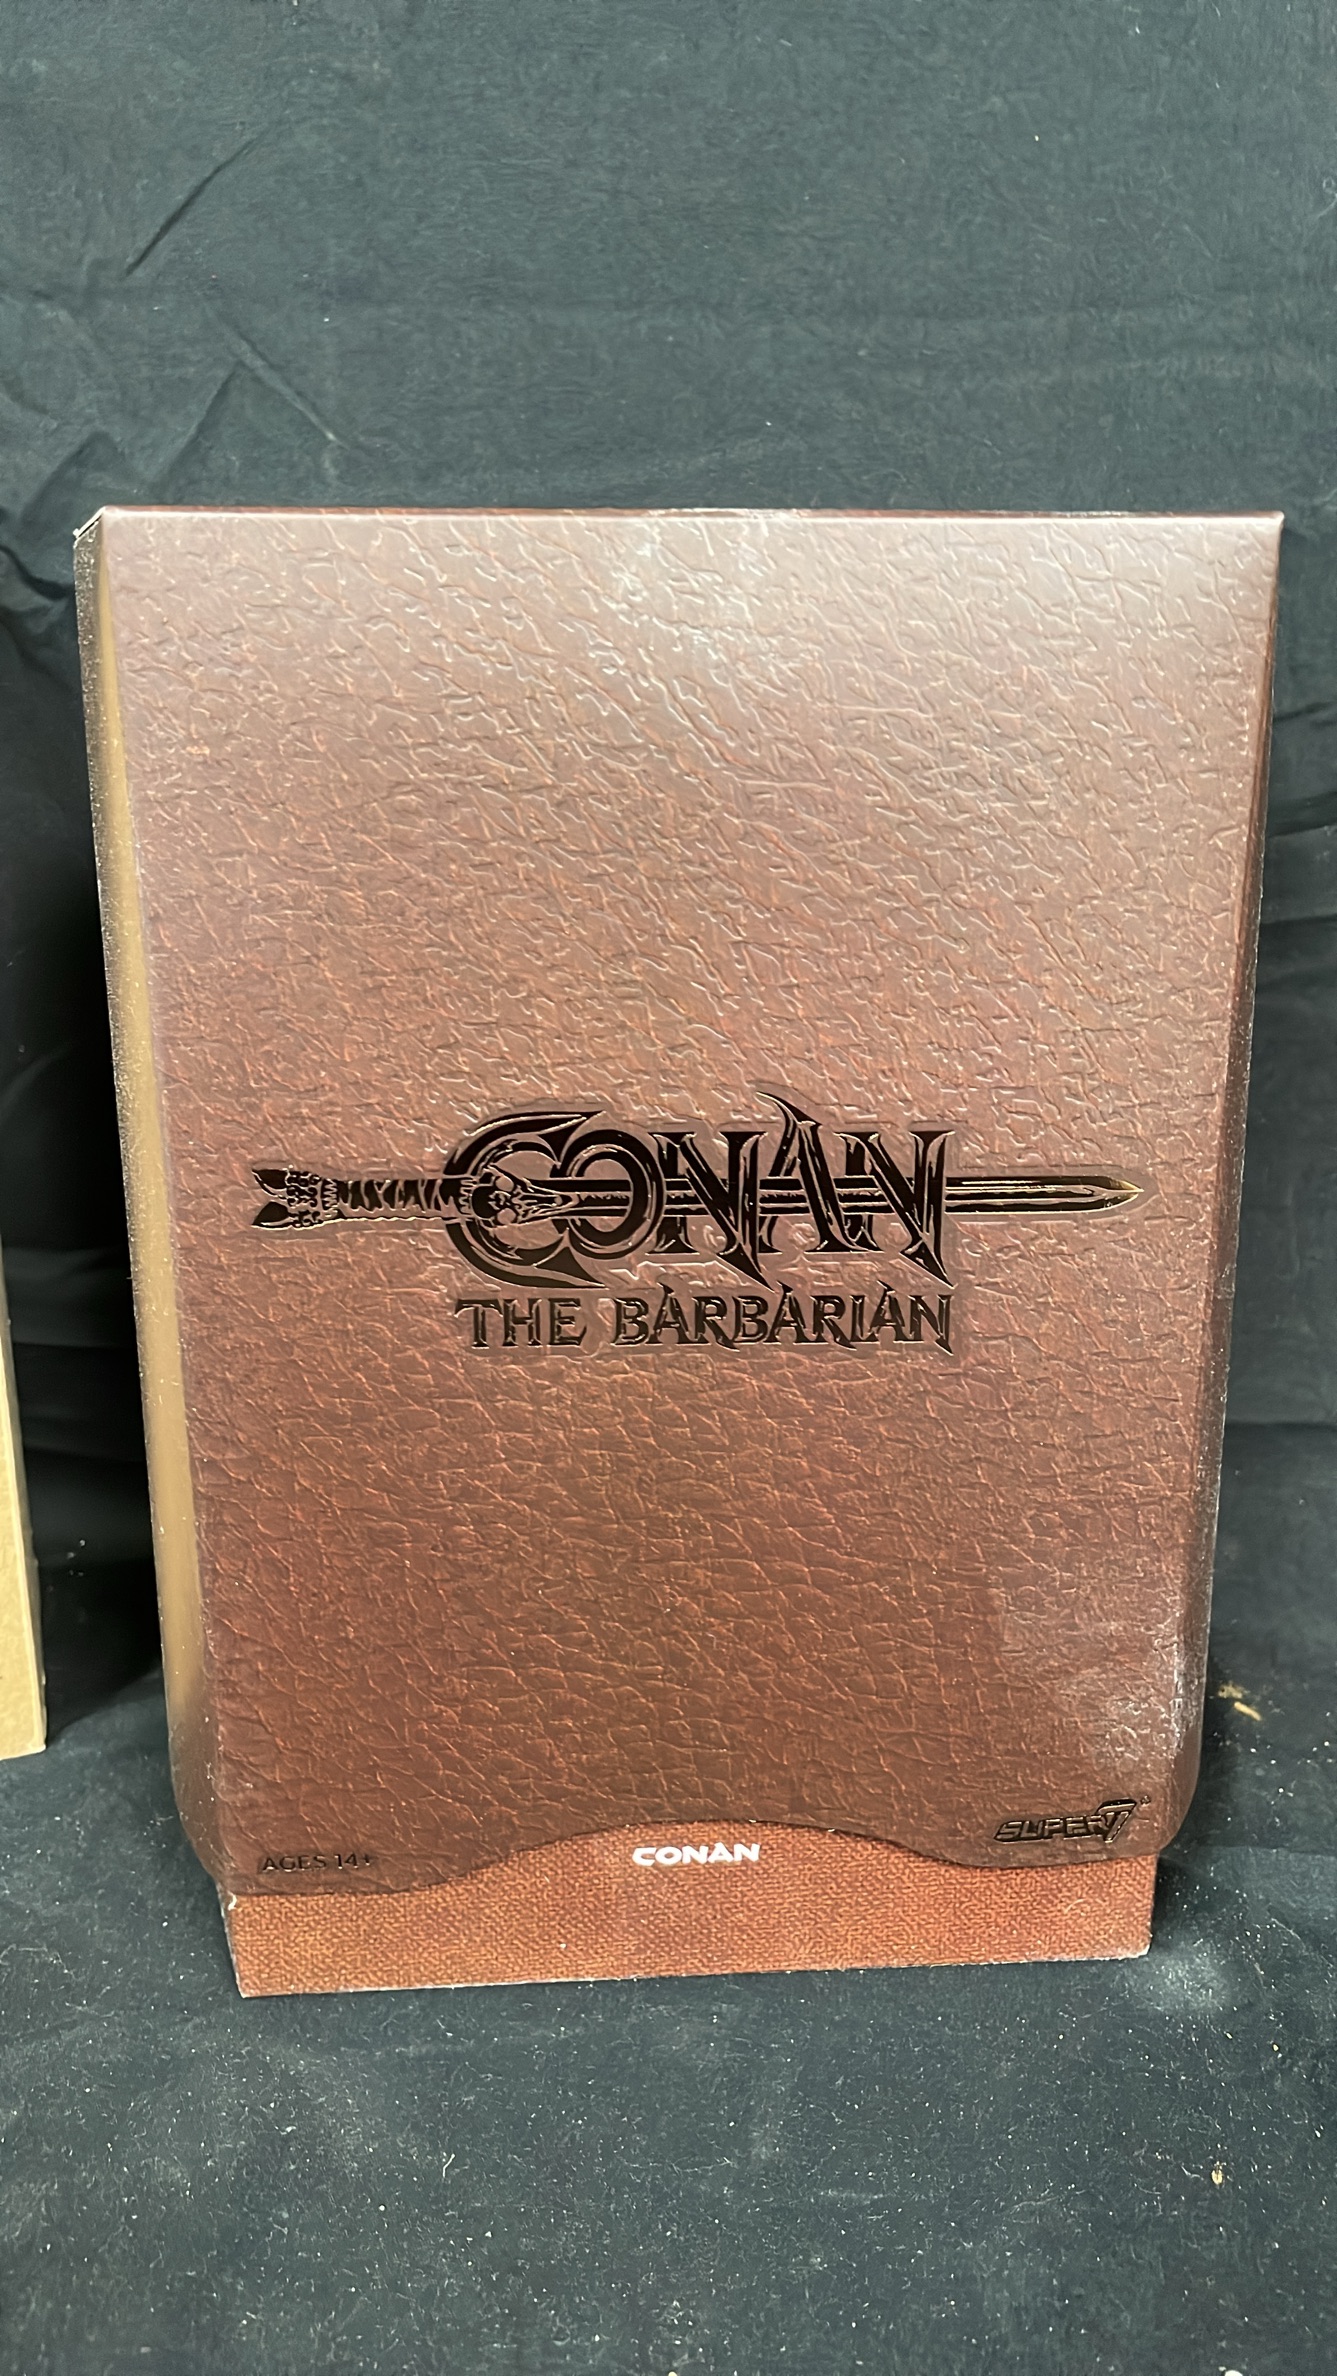 CONAN
THE BARBARIAN
SUPER7®
AGES 14+
CONAN